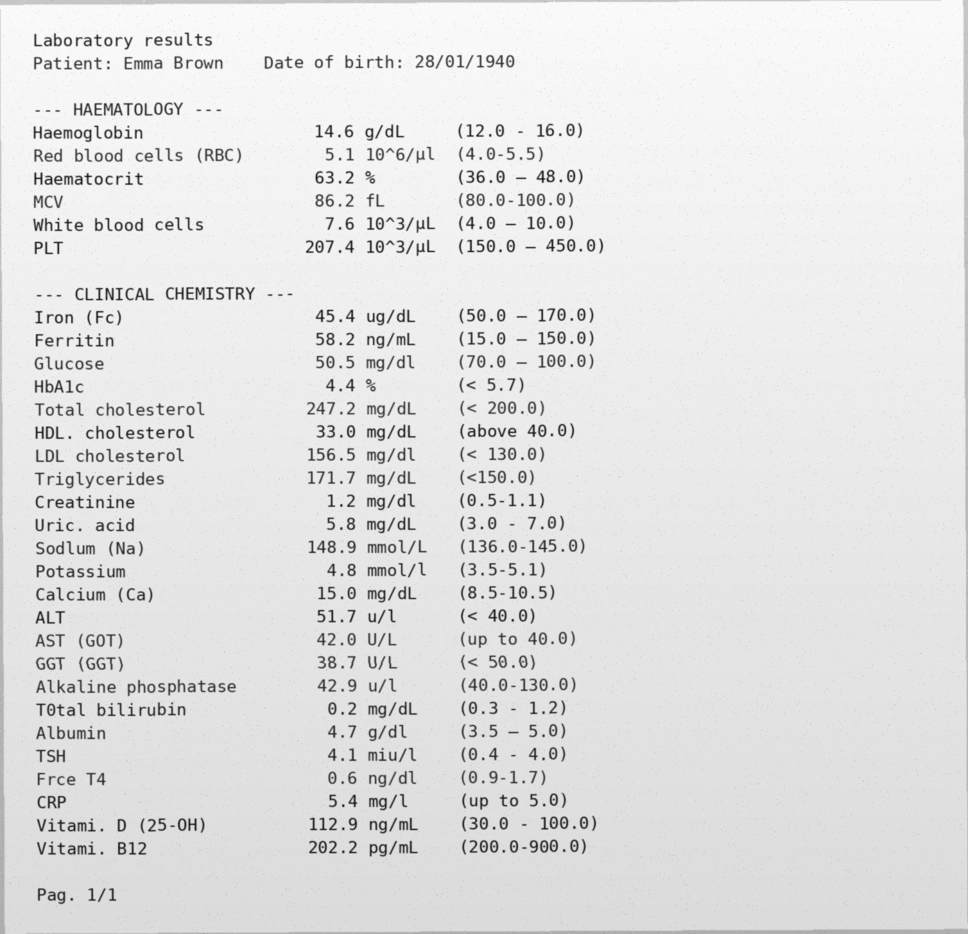 Laboratory results
Patient: Emma Brown    Date of birth: 28/01/1940
--- HAEMATOLOGY ---
Haemoglobin 14.6 g/dL (12.0 - 16.0)
Red blood cells (RBC) 5.1 10^6/µl (4.0-5.5)
Haematocrit 63.2 % (36.0 – 48.0)
MCV 86.2 fL (80.0-100.0)
White blood cells 7.6 10^3/µL (4.0 – 10.0)
PLT 207.4 10^3/µL (150.0 – 450.0)
--- CLINICAL CHEMISTRY ---
Iron (Fc) 45.4 ug/dL (50.0 – 170.0)
Ferritin 58.2 ng/mL (15.0 – 150.0)
Glucose 50.5 mg/dl (70.0 – 100.0)
HbA1c 4.4 % (< 5.7)
Total cholesterol 247.2 mg/dL (< 200.0)
HDL. cholesterol 33.0 mg/dL (above 40.0)
LDL cholesterol 156.5 mg/dl (< 130.0)
Triglycerides 171.7 mg/dL (<150.0)
Creatinine 1.2 mg/dl (0.5-1.1)
Uric. acid 5.8 mg/dL (3.0 - 7.0)
Sodlum (Na) 148.9 mmol/L (136.0-145.0)
Potassium 4.8 mmol/l (3.5-5.1)
Calcium (Ca) 15.0 mg/dL (8.5-10.5)
ALT 51.7 u/l (< 40.0)
AST (GOT) 42.0 U/L (up to 40.0)
GGT (GGT) 38.7 U/L (< 50.0)
Alkaline phosphatase 42.9 u/l (40.0-130.0)
T0tal bilirubin 0.2 mg/dL (0.3 - 1.2)
Albumin 4.7 g/dl (3.5 – 5.0)
TSH 4.1 miu/l (0.4 - 4.0)
Frce T4 0.6 ng/dl (0.9-1.7)
CRP 5.4 mg/l (up to 5.0)
Vitami. D (25-OH) 112.9 ng/mL (30.0 - 100.0)
Vitami. B12 202.2 pg/mL (200.0-900.0)
Pag. 1/1